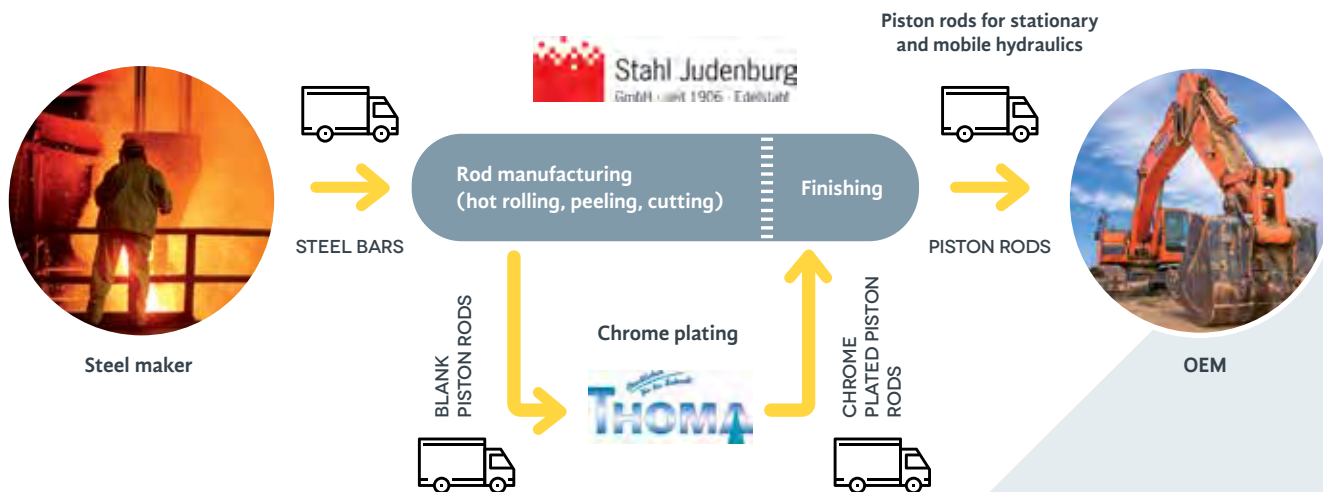 Piston rods for stationary
and mobile hydraulics
Stahl Judenburg
GmbH · seit 1906 · Edelstahl
Rod manufacturing
(hot rolling, peeling, cutting)
Finishing
STEEL BARS
PISTON RODS
Steel maker
BLANK
PISTON RODS
Chrome plating
THOMA
CHROME
PLATED PISTON
RODS
OEM